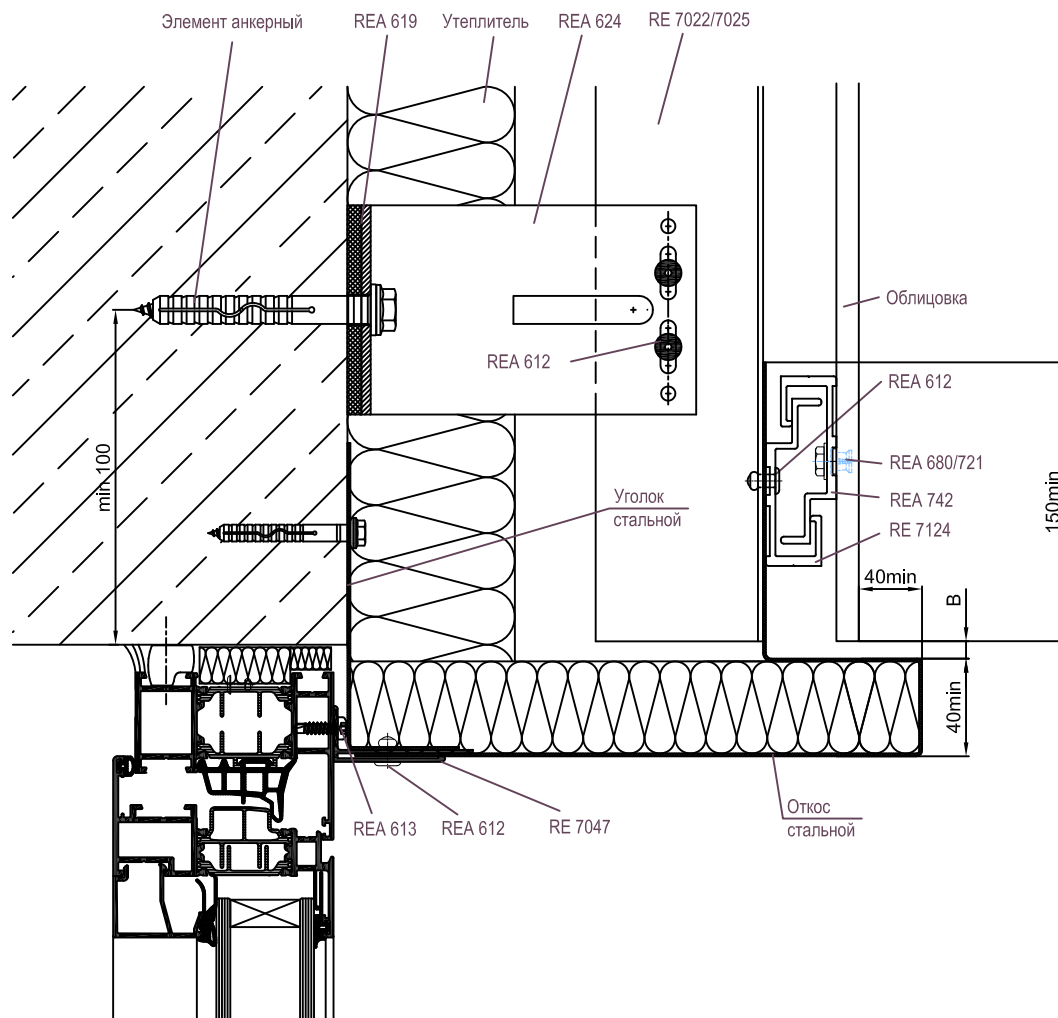 Элемент анкерный
REA 619
Утеплитель
REA 624
RE 7022/7025
Облицовка
REA 612
REA 612
min 100
REA 680/721
Уголок
стальной
REA 742
150min
RE 7124
40min
B
40min
REA 613
REA 612
RE 7047
Откос
стальной